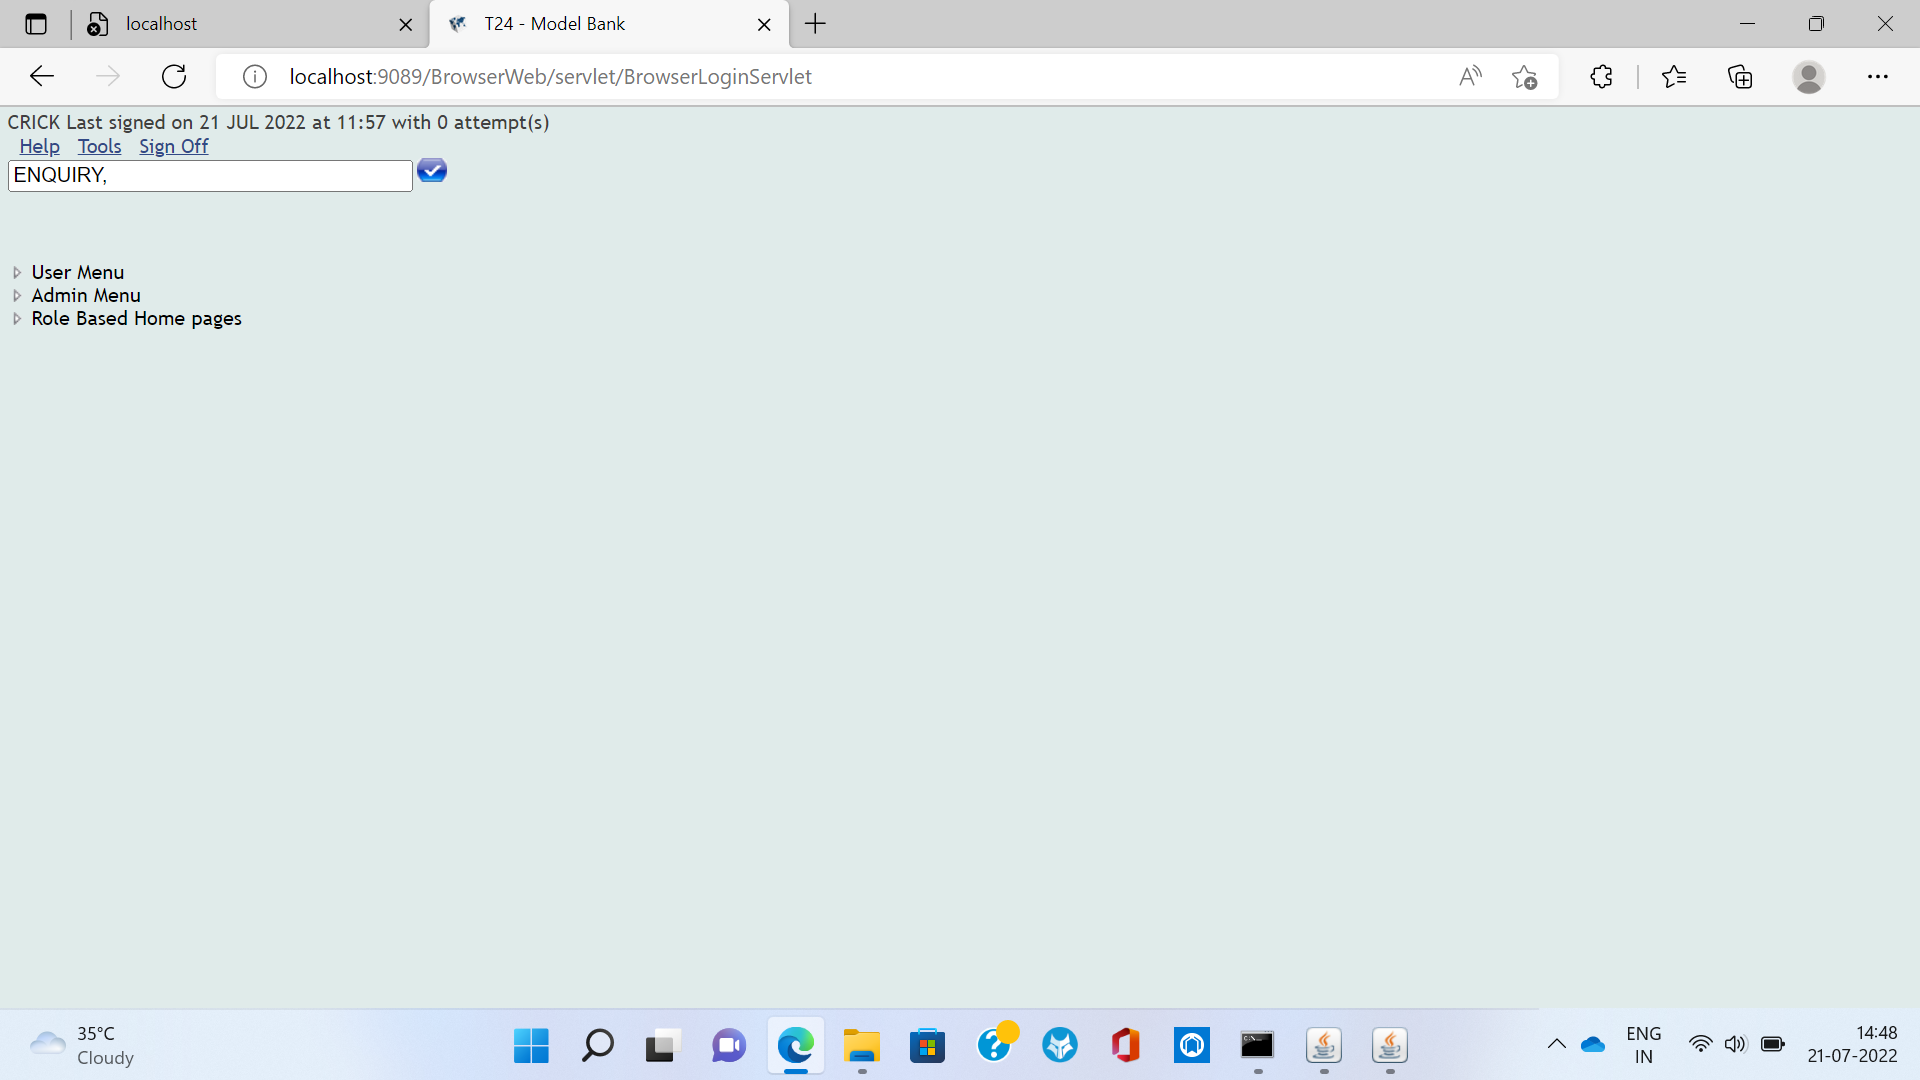 localhost
T24 - Model Bank
localhost:9089/BrowserWeb/servlet/BrowserLoginServlet
CRICK Last signed on 21 JUL 2022 at 11:57 with 0 attempt(s)
Help Tools Sign Off
ENQUIRY,
User Menu
Admin Menu
Role Based Home pages
35°C
Cloudy
ENG
IN
14:48
21-07-2022